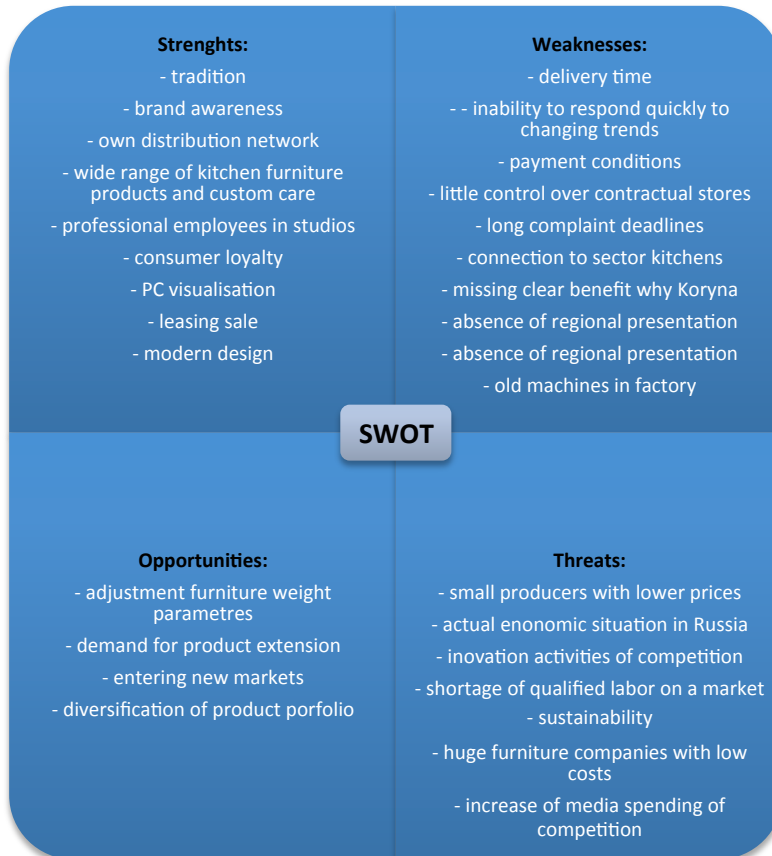 Strenghts:
- tradition
- brand awareness
- own distribution network
- wide range of kitchen furniture
products and custom care
- professional employees in studios
- consumer loyalty
- PC visualisation
- leasing sale
- modern design
Weaknesses:
- delivery time
- - inability to respond quickly to
changing trends
- payment conditions
- little control over contractual stores
- long complaint deadlines
- connection to sector kitchens
- missing clear benefit why Koryna
- absence of regional presentation
- absence of regional presentation
- old machines in factory
SWOT
Opportunities:
- adjustment furniture weight
parametres
- demand for product extension
- entering new markets
- diversification of product porfolio
Threats:
- small producers with lower prices
- actual enonomic situation in Russia
- inovation activities of competition
- shortage of qualified labor on a market
- sustainability
- huge furniture companies with low
costs
- increase of media spending of
competition